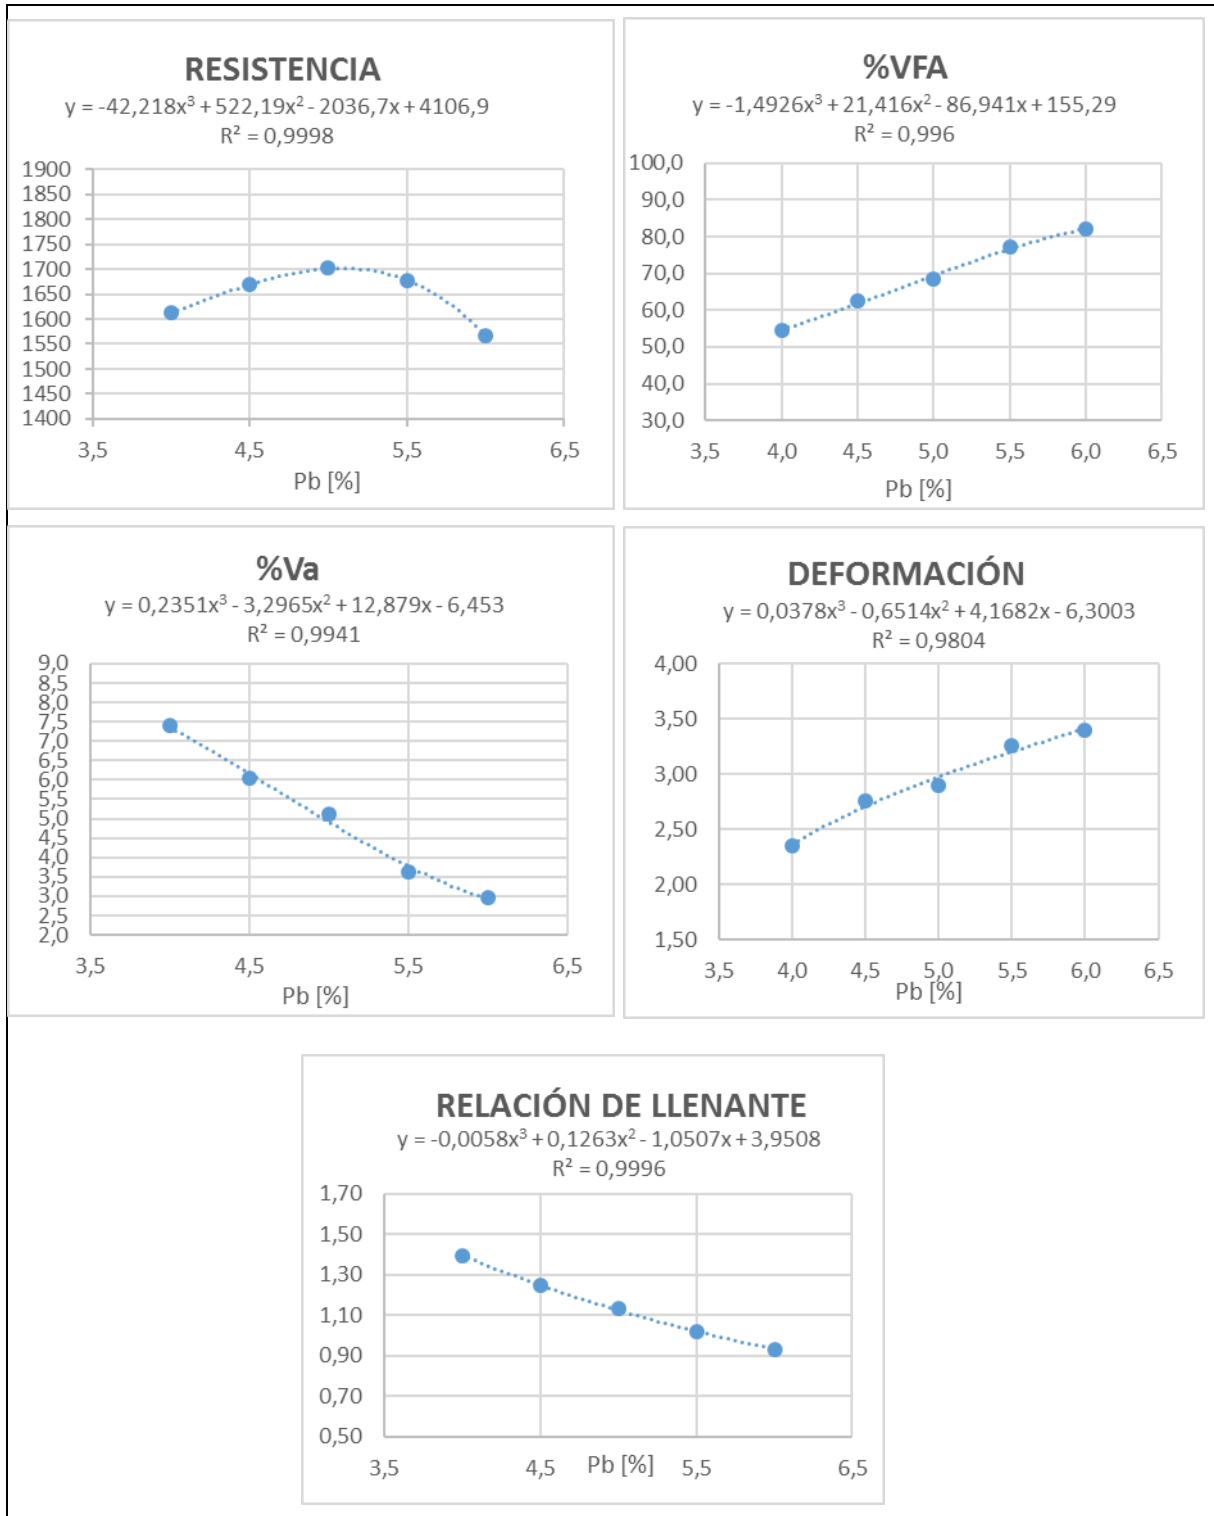 RESISTENCIA
y = -42,218x³ + 522,19x² - 2036,7x + 4106,9
R² = 0,9998
1900
1850
1800
1750
1700
1650
1600
1550
1500
1450
1400
3,5 4,5 5,5 6,5
Pb [%]
%VFA
y = -1,4926x³ + 21,416x² - 86,941x + 155,29
R² = 0,996
100,0
90,0
80,0
70,0
60,0
50,0
40,0
30,0
3,5 4,0 4,5 5,0 5,5 6,0 6,5
Pb [%]
%Va
y = 0,2351x³ - 3,2965x² + 12,879x - 6,453
R² = 0,9941
9,0
8,5
8,0
7,5
7,0
6,5
6,0
5,5
5,0
4,5
4,0
3,5
3,0
2,5
2,0
3,5 4,5 5,5 6,5
Pb [%]
DEFORMACIÓN
y = 0,0378x³ - 0,6514x² + 4,1682x - 6,3003
R² = 0,9804
4,00
3,50
3,00
2,50
2,00
1,50
3,5 4,0 4,5 5,0 5,5 6,0 6,5
Pb [%]
RELACIÓN DE LLENANTE
y = -0,0058x³ + 0,1263x² - 1,0507x + 3,9508
R² = 0,9996
1,70
1,50
1,30
1,10
0,90
0,70
0,50
3,5 4,5 Pb [%] 5,5 6,5